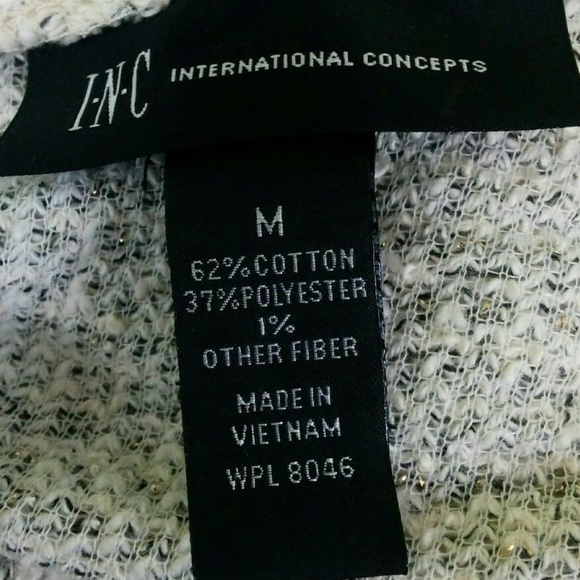 I·N·C INTERNATIONAL CONCEPTS
M
62% COTTON
37% POLYESTER
1%
OTHER FIBER
MADE IN
VIETNAM
WPL 8046